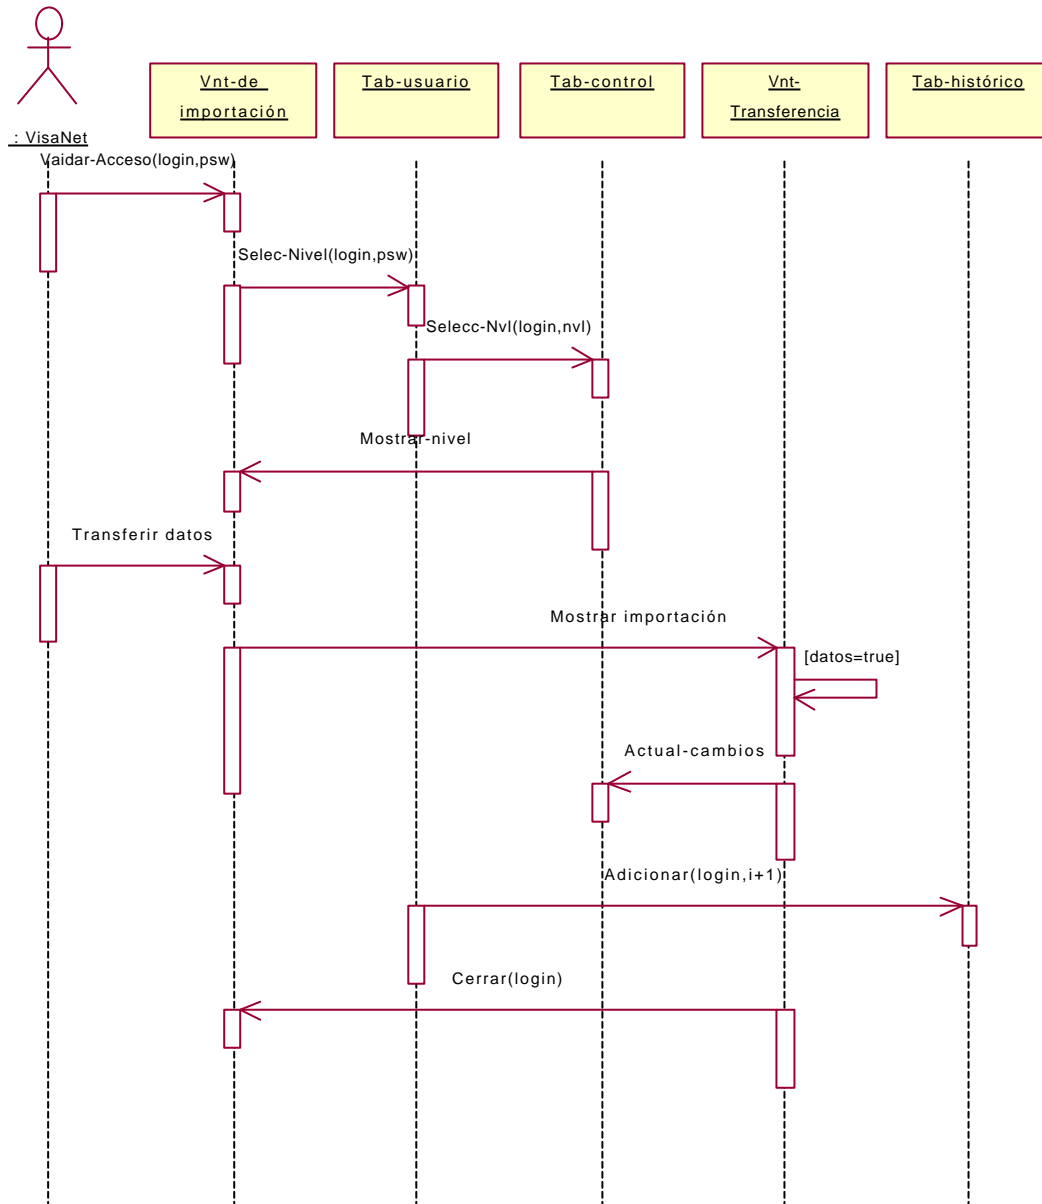 Vnt-de
importación
Tab-usuario
Tab-control
Vnt-
Transferencia
Tab-histórico
: VisaNet
Vaidar-Acceso(login,psw)
Selec-Nivel(login,psw)
Selecc-Nvl(login,nvl)
Mostrar-nivel
Transferir datos
Mostrar importación
[datos=true]
Actual-cambios
Adicionar(login,i+1)
Cerrar(login)